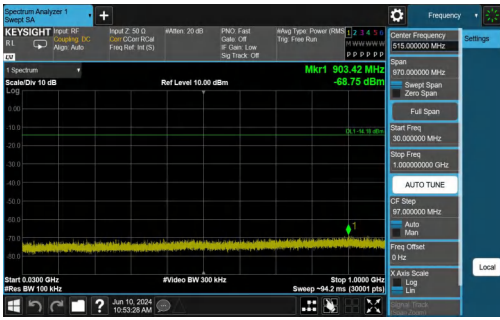 Spectrum Analyzer 1
Swept SA
+
Frequency
KEYSIGHT
RL
Input: RF
Coupling: DC
Align: Auto
Input Z: 50 Ω
Corr CCorr RCal
Freq Ref: Int (S)
#Atten: 20 dB
PNO: Fast
Gate: Off
IF Gain: Low
Sig Track: Off
#Avg Type: Power (RMS
Trig: Free Run
1 2 3 4 5 6
M W W W W W
P P P P P P
LV
1 Spectrum
Scale/Div 10 dB
Log
Ref Level 10.00 dBm
Mkr1 903.42 MHz
-68.75 dBm
0.00
-10.0
-20.0
-30.0
-40.0
-50.0
-60.0
-70.0
-80.0
1
Start 0.0300 GHz
#Res BW 100 kHz
#Video BW 300 kHz
Stop 1.0000 GHz
Sweep ~94.2 ms (30001 pts)
Center Frequency
515.000000 MHz
Span
970.000000 MHz
Swept Span
Zero Span
Full Span
Start Freq
30.000000 MHz
Stop Freq
1.000000000 GHz
AUTO TUNE
CF Step
97.000000 MHz
Auto
Man
Freq Offset
0 Hz
X Axis Scale
Log
Lin
Signal Track
Settings
Local
?
Jun 10, 2024
10:53:28 AM